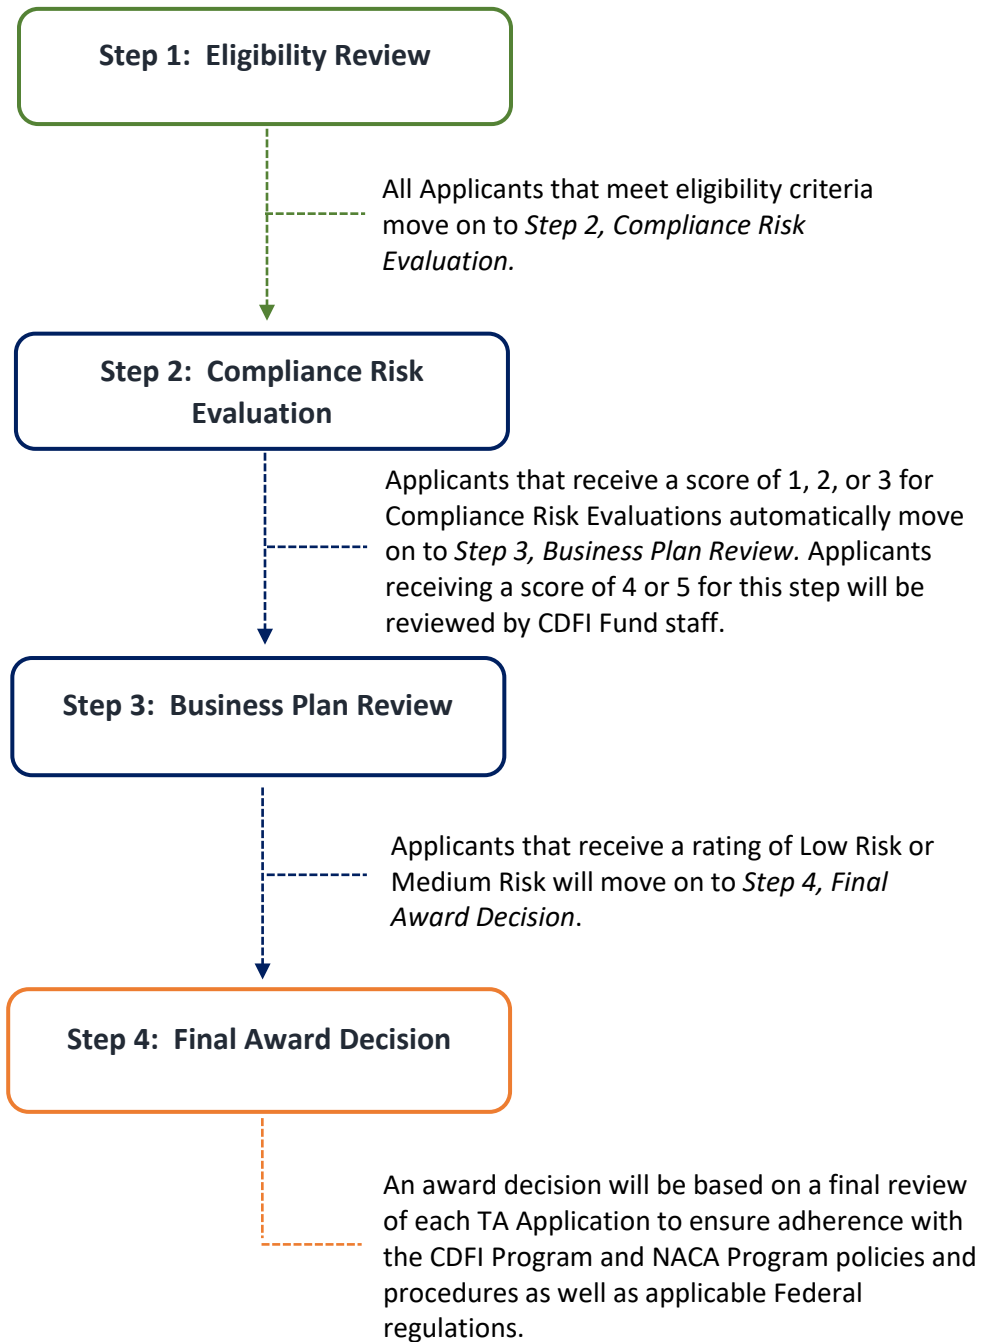 Step 1:  Eligibility Review
All Applicants that meet eligibility criteria
move on to Step 2, Compliance Risk
Evaluation.
Step 2:  Compliance Risk
Evaluation
Applicants that receive a score of 1, 2, or 3 for
Compliance Risk Evaluations automatically move
on to Step 3, Business Plan Review. Applicants
receiving a score of 4 or 5 for this step will be
reviewed by CDFI Fund staff.
Step 3:  Business Plan Review
Applicants that receive a rating of Low Risk or
Medium Risk will move on to Step 4, Final
Award Decision.
Step 4:  Final Award Decision
An award decision will be based on a final review
of each TA Application to ensure adherence with
the CDFI Program and NACA Program policies and
procedures as well as applicable Federal
regulations.